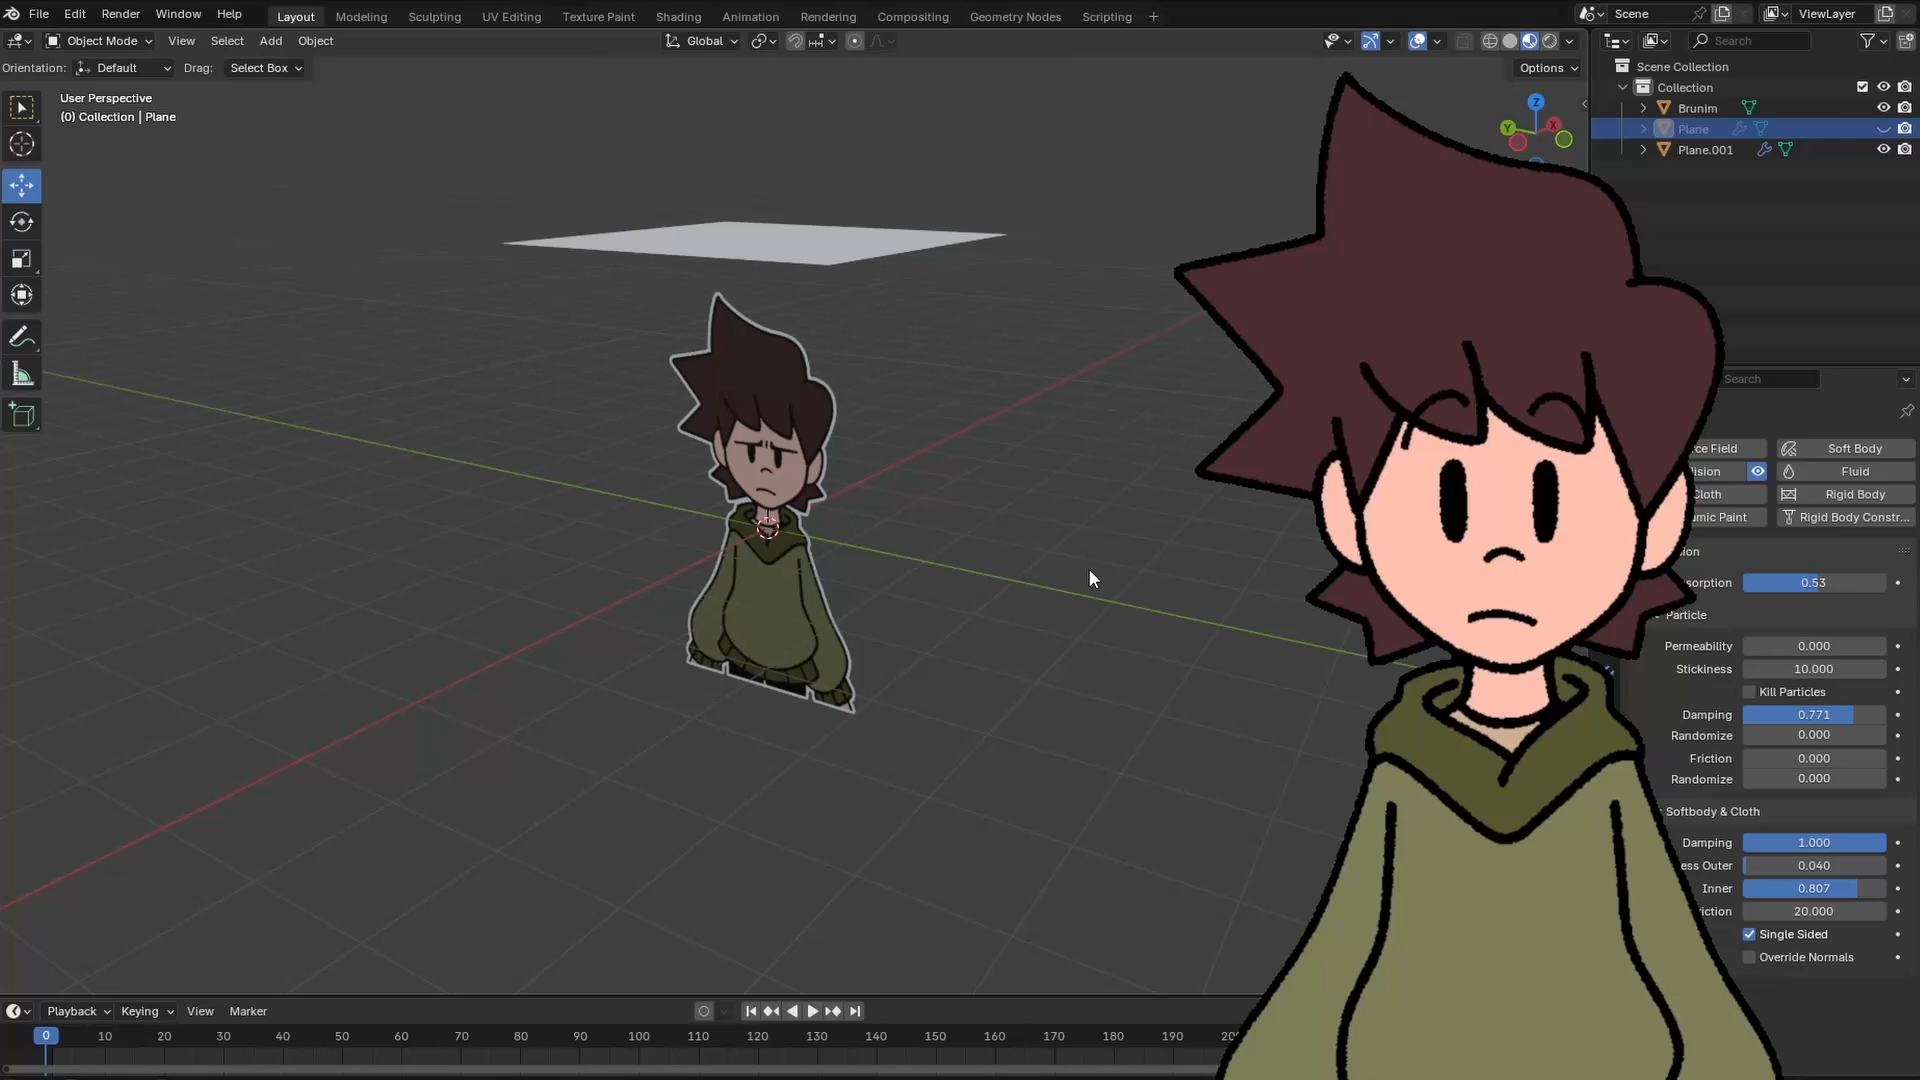 File Edit Render Window Help Layout Modeling Sculpting UV Editing Texture Paint Shading Animation Rendering Compositing Geometry Nodes Scripting + Scene ViewLayer
Object Mode View Select Add Object Global Search
Orientation: Default Drag: Select Box Options
Scene Collection
Collection
Brunim
Plane
Plane.001
User Perspective
(0) Collection | Plane
Z
Y
X
Search
ce Field Soft Body
ision Fluid
Cloth Rigid Body
amic Paint Rigid Body Constr...
on
sorption 0.53
Particle
Permeability 0.000
Stickiness 10.000
Kill Particles
Damping 0.771
Randomize 0.000
Friction 0.000
Randomize 0.000
Softbody & Cloth
Damping 1.000
ess Outer 0.040
Inner 0.807
iction 20.000
Single Sided
Override Normals
Playback Keying View Marker
0 10 20 30 40 50 60 70 80 90 100 110 120 130 140 150 160 170 180 190